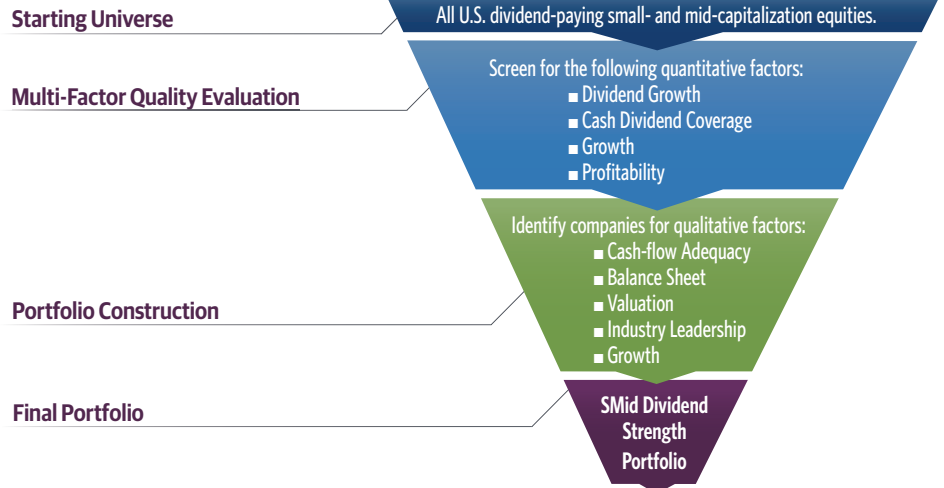 Starting Universe
All U.S. dividend-paying small- and mid-capitalization equities.
Multi-Factor Quality Evaluation
Screen for the following quantitative factors:
■ Dividend Growth
■ Cash Dividend Coverage
■ Growth
■ Profitability
Portfolio Construction
Identify companies for qualitative factors:
■ Cash-flow Adequacy
■ Balance Sheet
■ Valuation
■ Industry Leadership
■ Growth
Final Portfolio
SMid Dividend
Strength
Portfolio